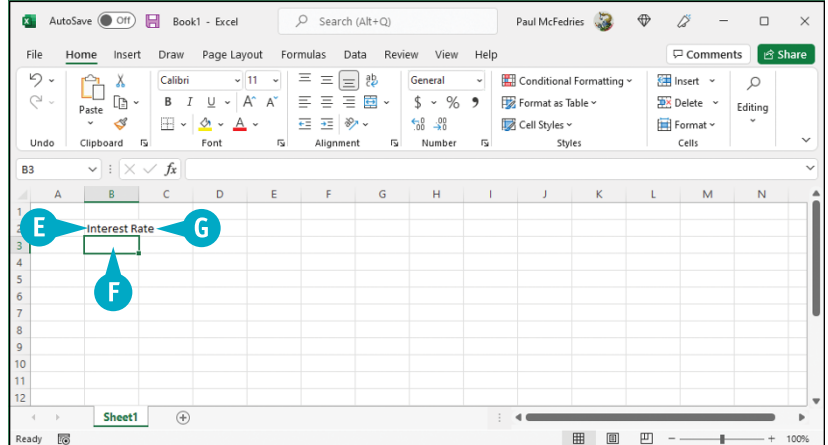 AutoSave Off Book1 - Excel Search (Alt+Q) Paul McFedries
File Home Insert Draw Page Layout Formulas Data Review View Help Comments Share
Calibri 11 General Conditional Formatting Insert
Paste B I U A A $ % 9 Format as Table Delete Editing
A Cell Styles Format
Undo Clipboard Font Alignment Number Styles Cells
B3 fx
A B C D E F G H I J K L M N
1
2 E Interest Rate G
3
4
5 F
6
7
8
9
10
11
12
Sheet1
Ready 100%